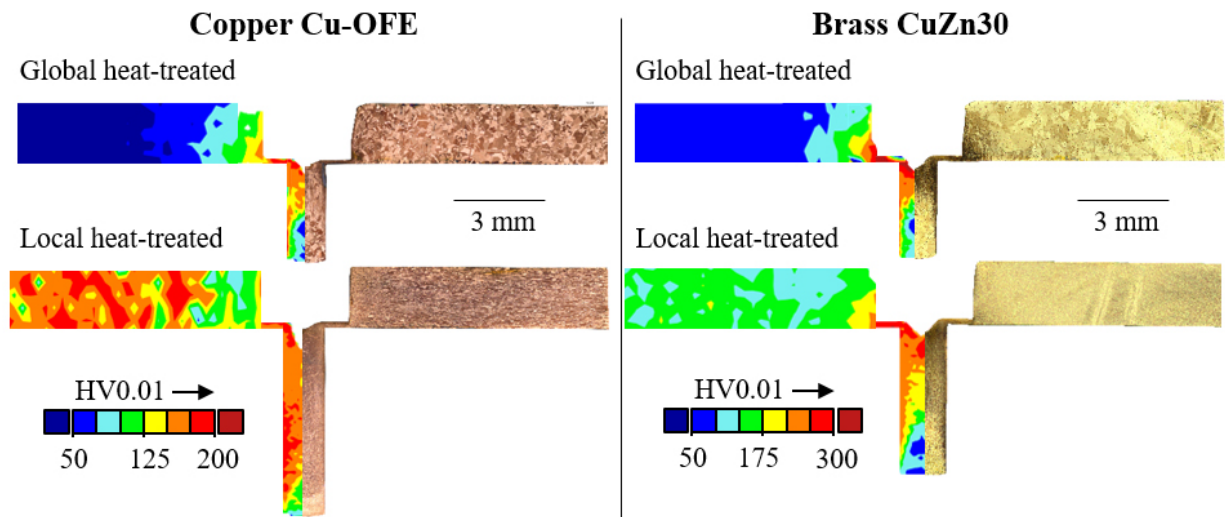 Copper Cu-OFE
Global heat-treated
3 mm
Local heat-treated
HV0.01
50 125 200
Brass CuZn30
Global heat-treated
3 mm
Local heat-treated
HV0.01
50 175 300